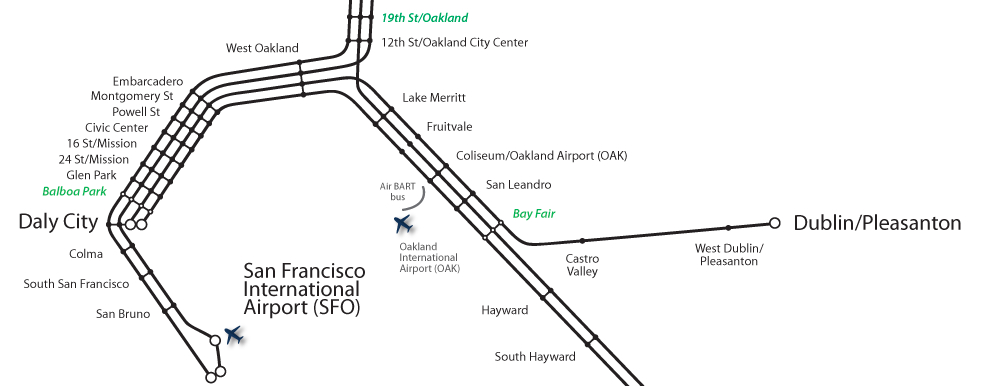 19th St/Oakland
12th St/Oakland City Center
West Oakland
Embarcadero
Montgomery St
Powell St
Civic Center
16 St/Mission
24 St/Mission
Glen Park
Balboa Park
Daly City
Colma
South San Francisco
San Bruno
San Francisco
International
Airport (SFO)
Lake Merritt
Fruitvale
Coliseum/Oakland Airport (OAK)
San Leandro
Air BART
bus
Bay Fair
Oakland
International
Airport (OAK)
Castro
Valley
West Dublin/
Pleasanton
Dublin/Pleasanton
Hayward
South Hayward